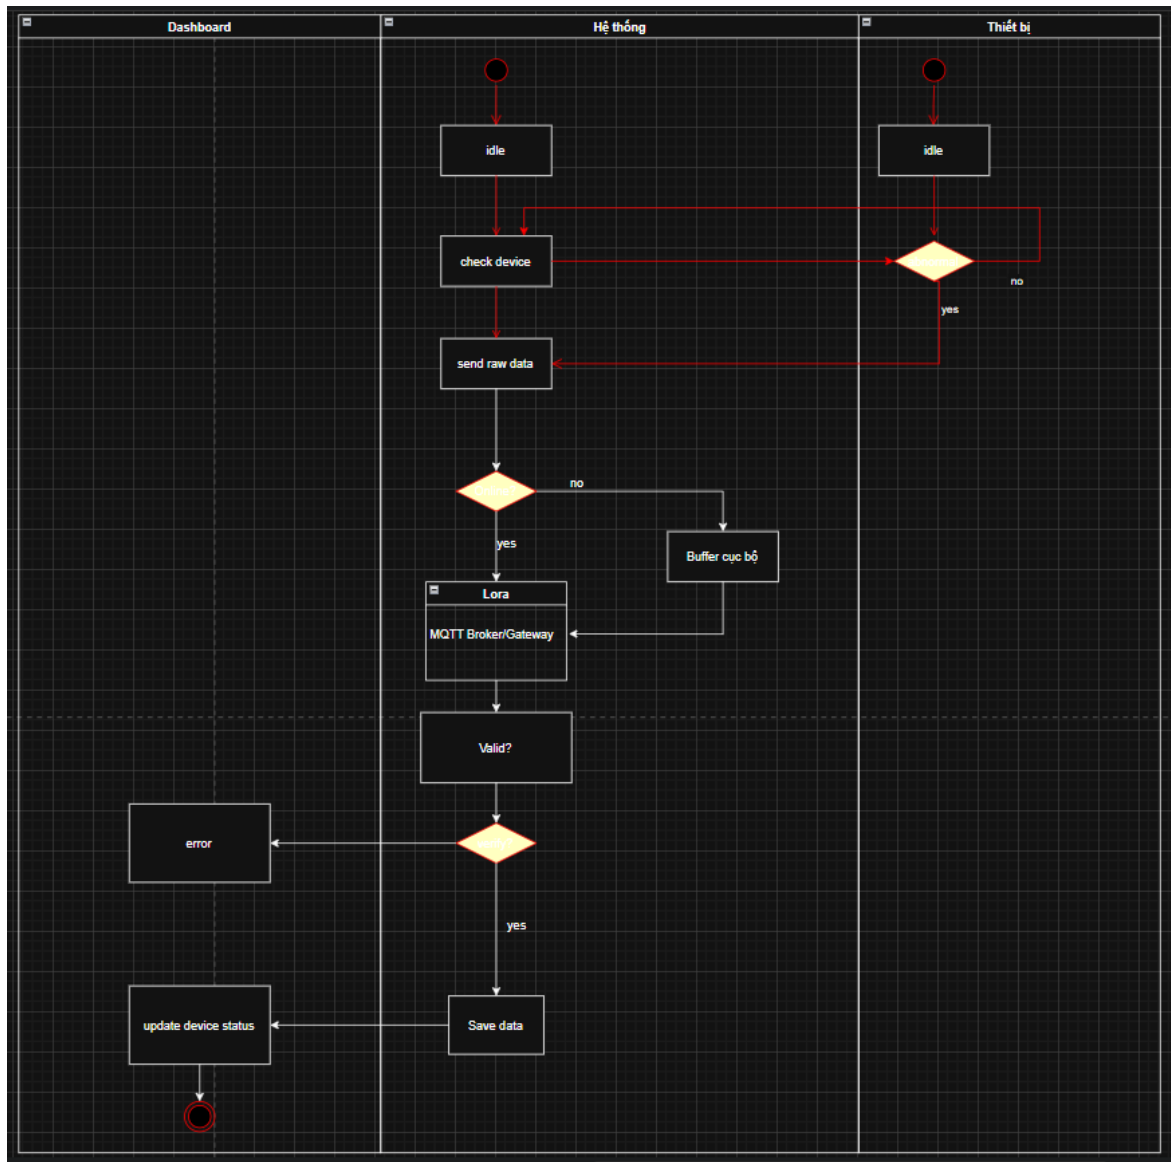 Dashboard
Hệ thống
Thiết bị
idle
idle
check device
no
yes
send raw data
no
yes
Buffer cục bộ
Lora
MQTT Broker/Gateway
Valid?
error
yes
update device status
Save data